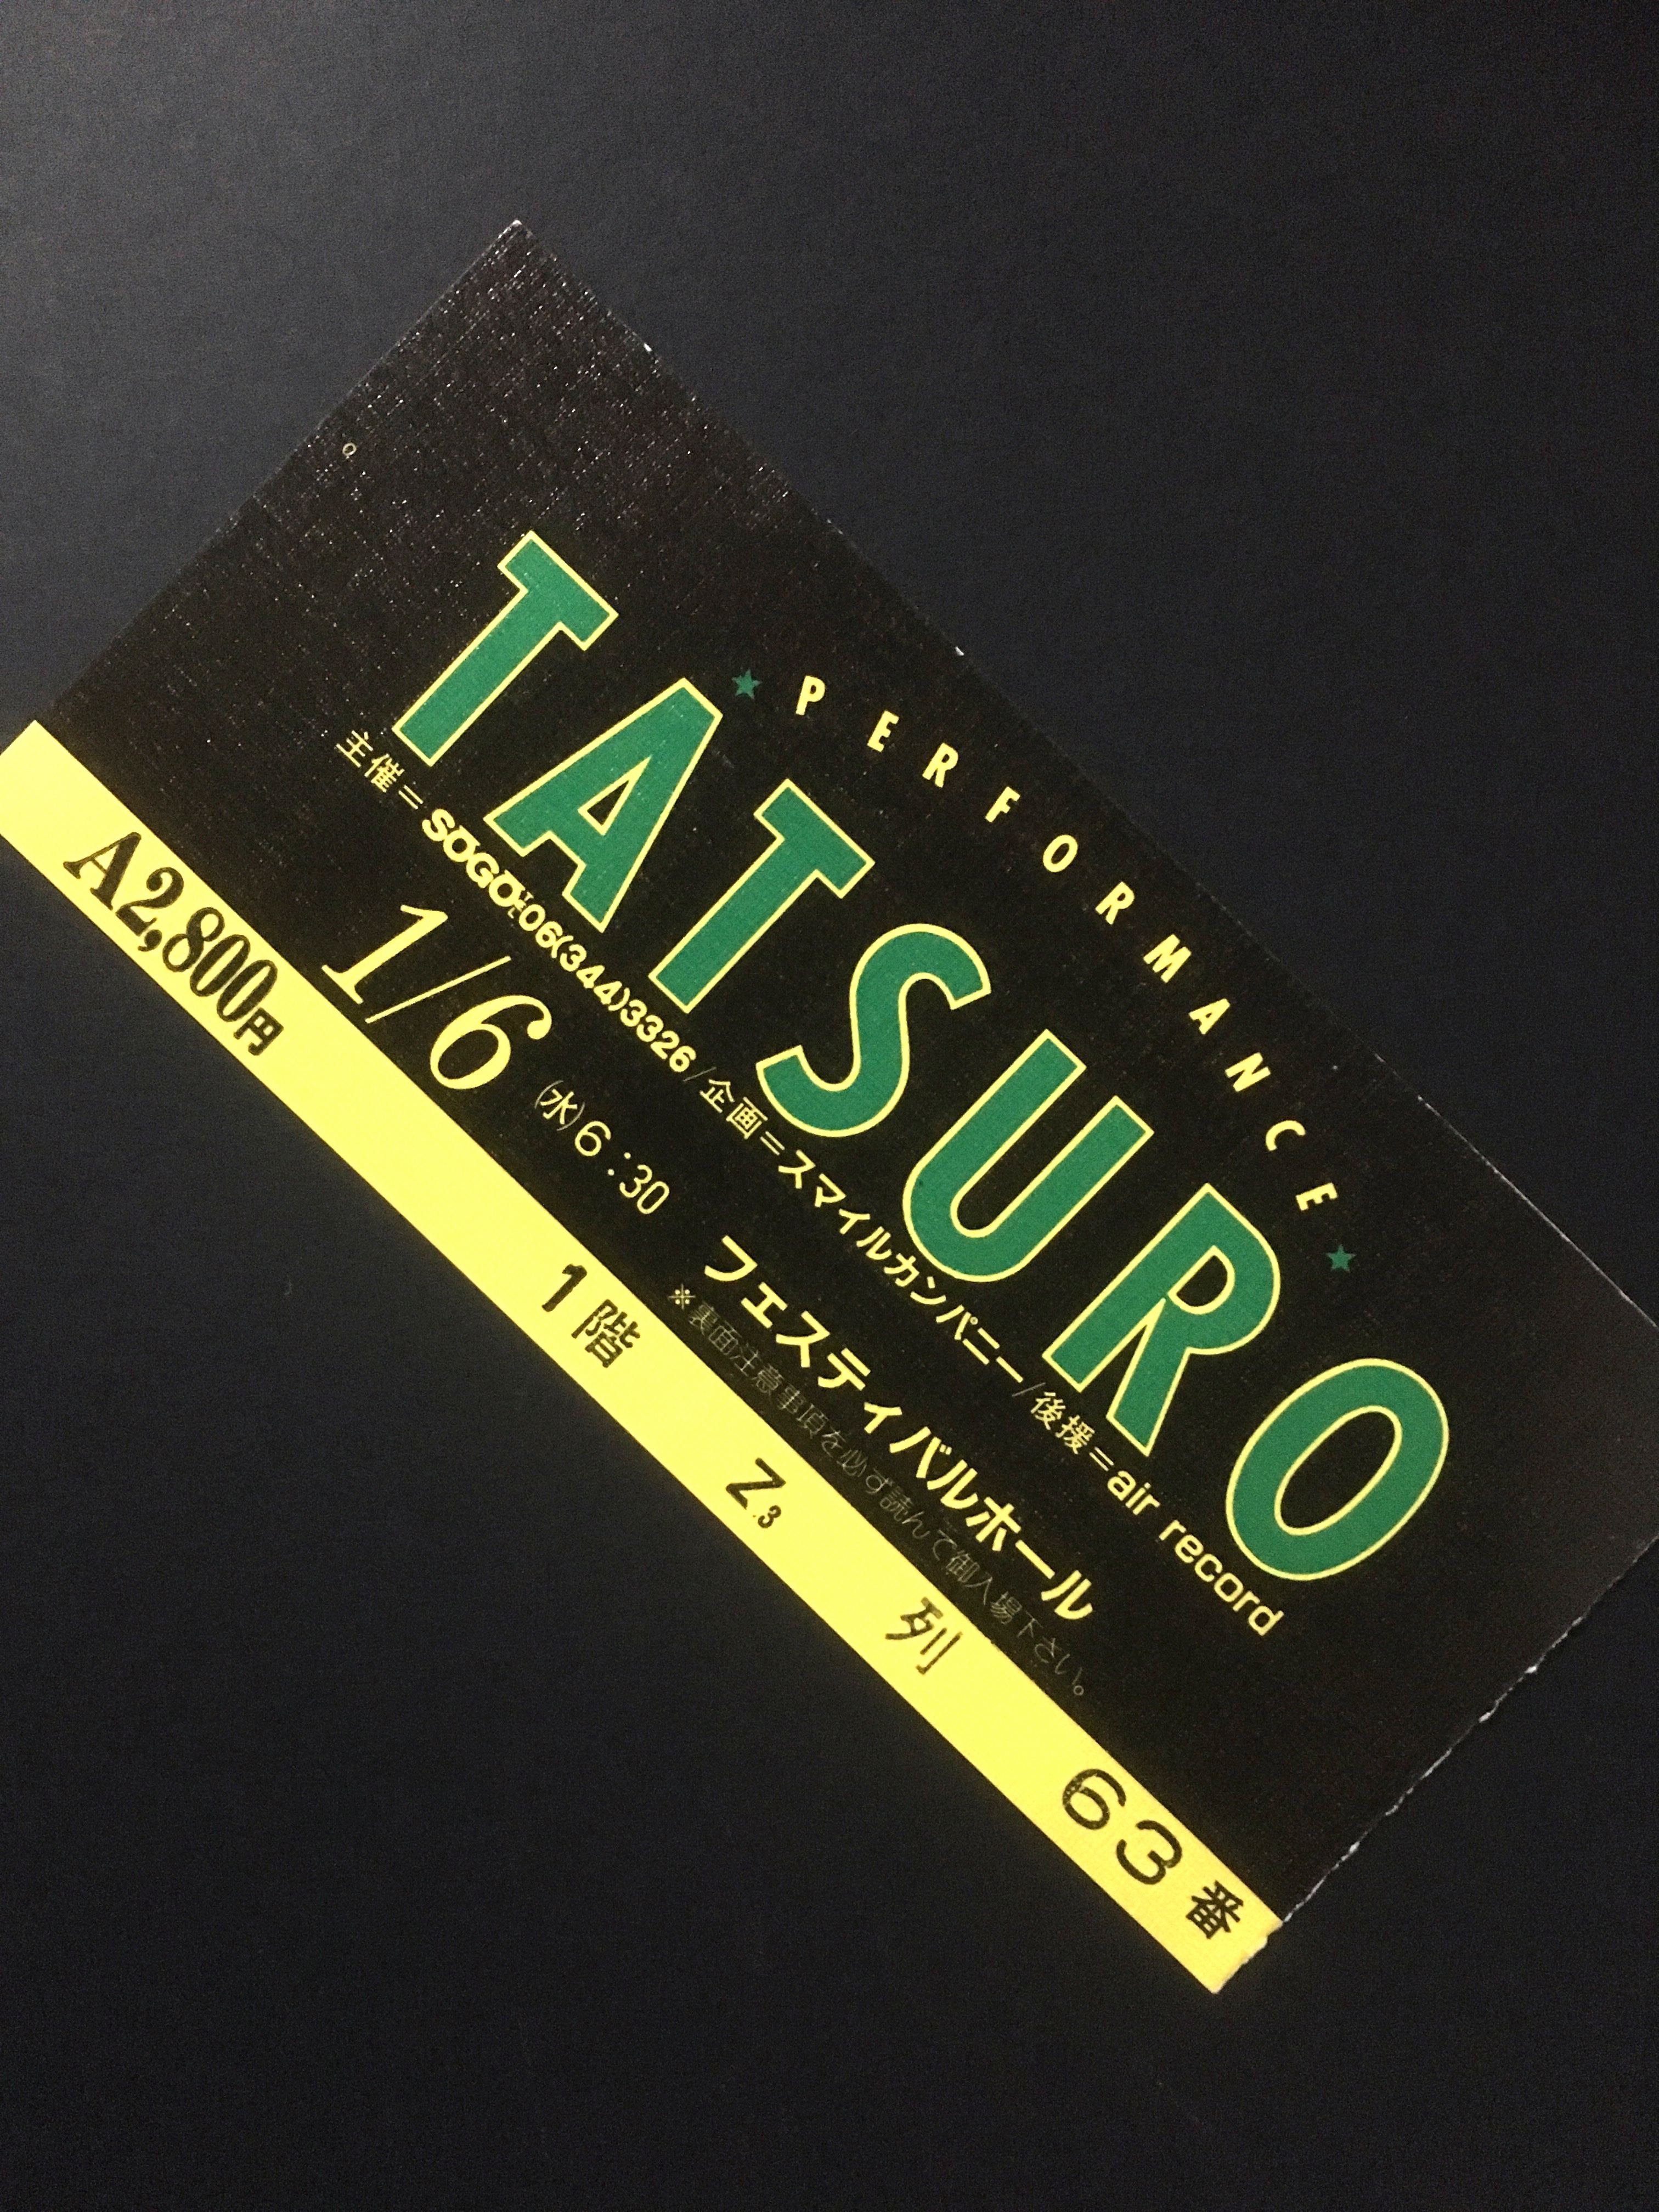 ★ PERFORMANCE ★
TATSURO
主催=SOGO☎06(344)3326/企画=スマイルカンパニー/後援=air record
1/6 (水)6:30 フェスティバルホール
※裏面注意事項を必ず読んで御入場下さい。
A2,800円 1階 Z.3 列 63番